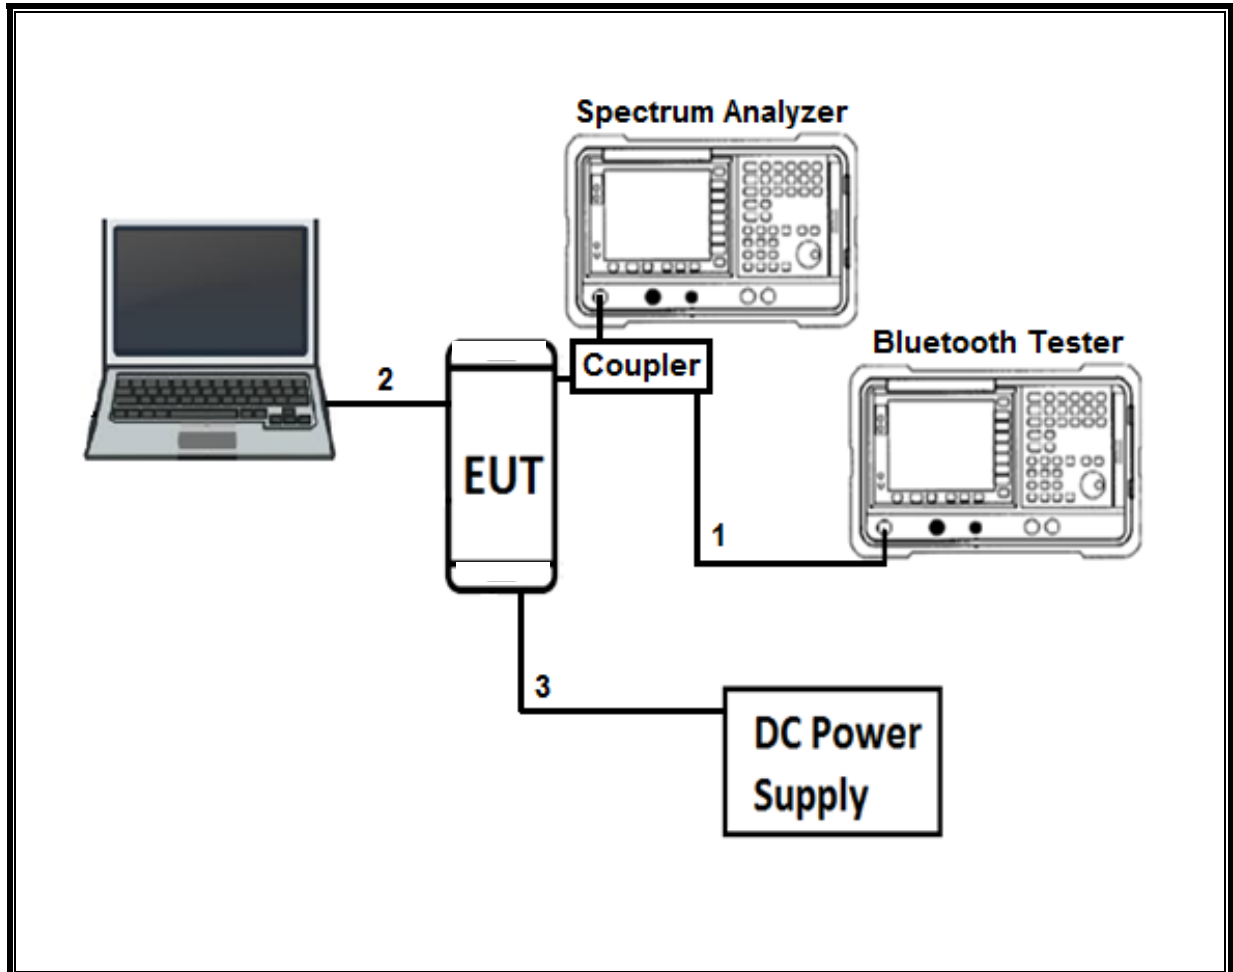 Spectrum Analyzer
Bluetooth Tester
Coupler
2
EUT
1
3
DC Power
Supply